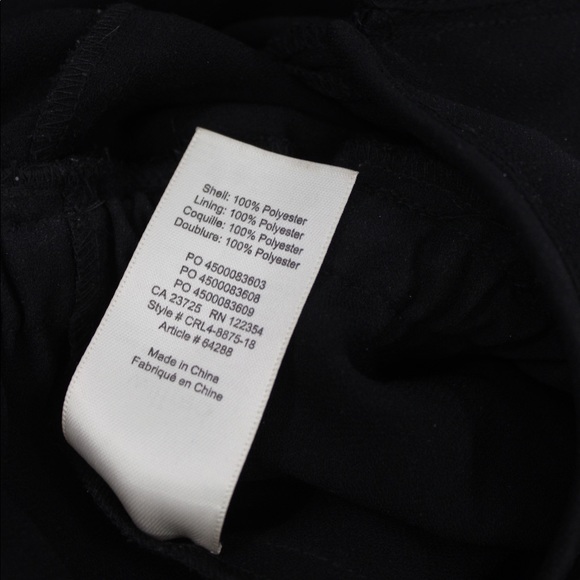 Shell: 100% Polyester
Lining: 100% Polyester
Coquille: 100% Polyester
Doublure: 100% Polyester
PO 4500083603
PO 4500083608
PO 4500083609
CA 23725 RN 122354
Style # CRL4-8875-18
Article # 64288
Made in China
Fabriqué en Chine